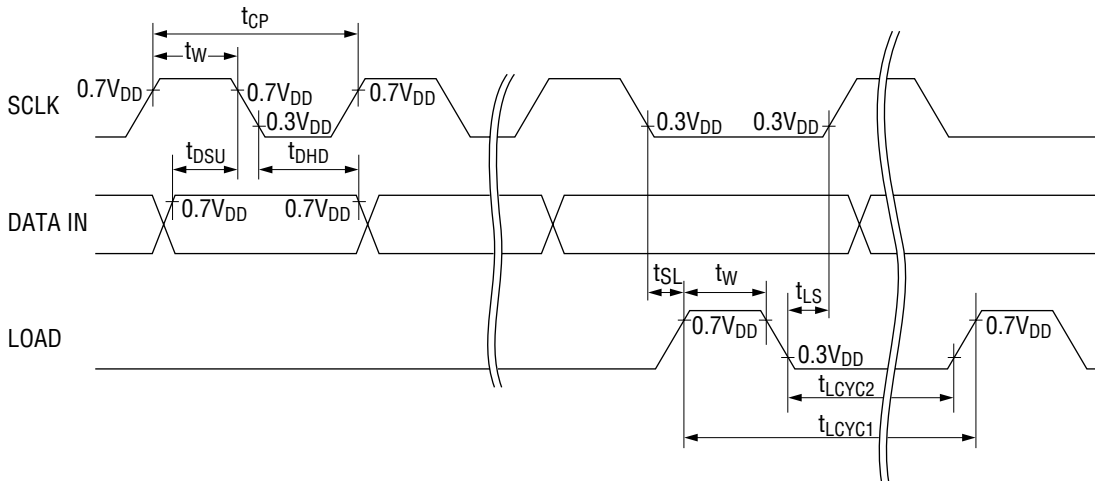 tCP
tW
0.7VDD
0.7VDD
0.7VDD
SCLK
0.3VDD
0.3VDD
0.3VDD
tDSU
tDHD
0.7VDD
0.7VDD
DATA IN
tSL
tW
tLS
0.7VDD
0.7VDD
LOAD
0.3VDD
tLCYC2
tLCYC1